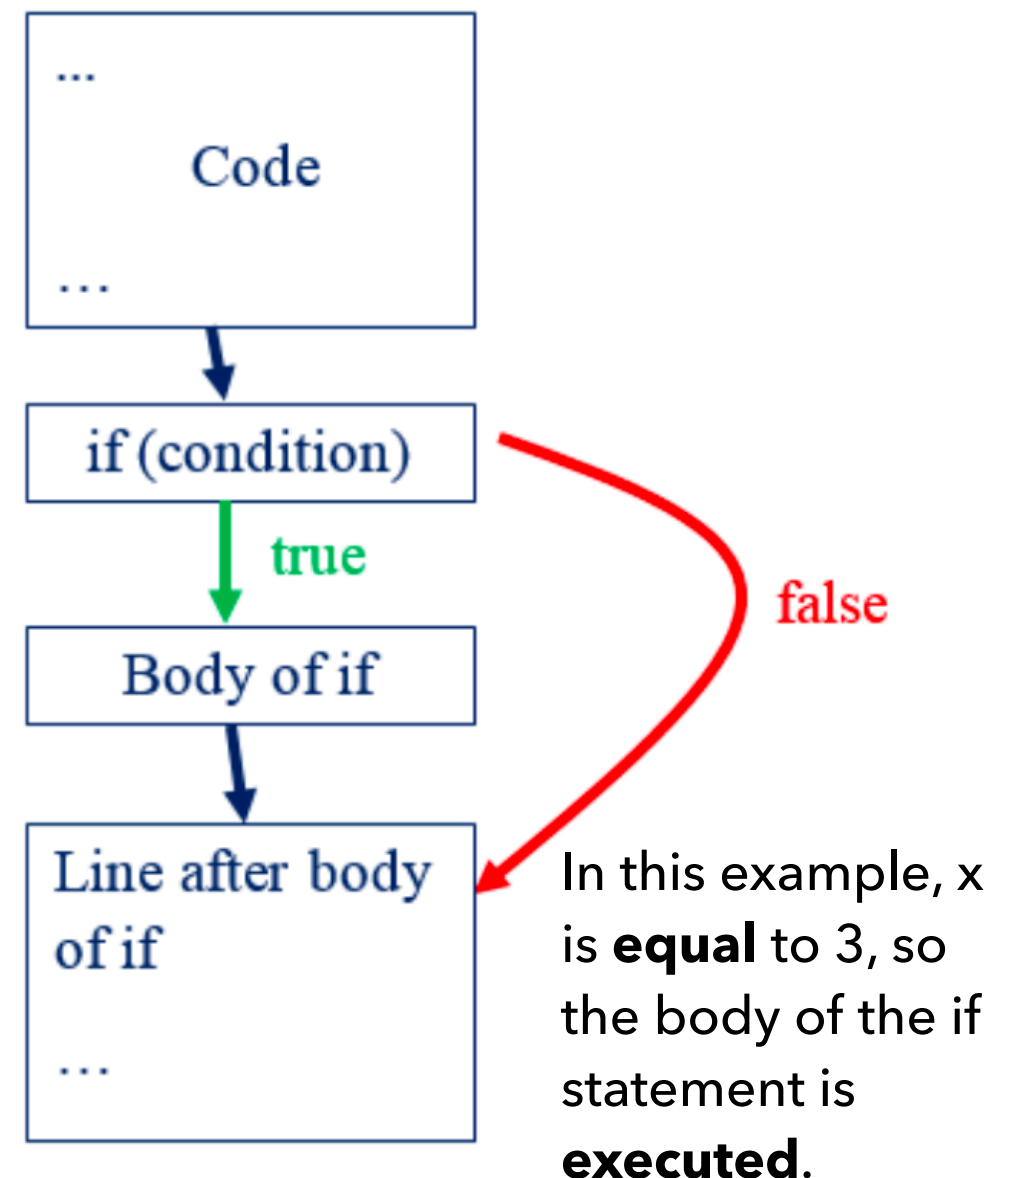 ...
Code
...
if (condition)
true
false
Body of if
Line after body
of if
...
In this example, x
is equal to 3, so
the body of the if
statement is
executed.